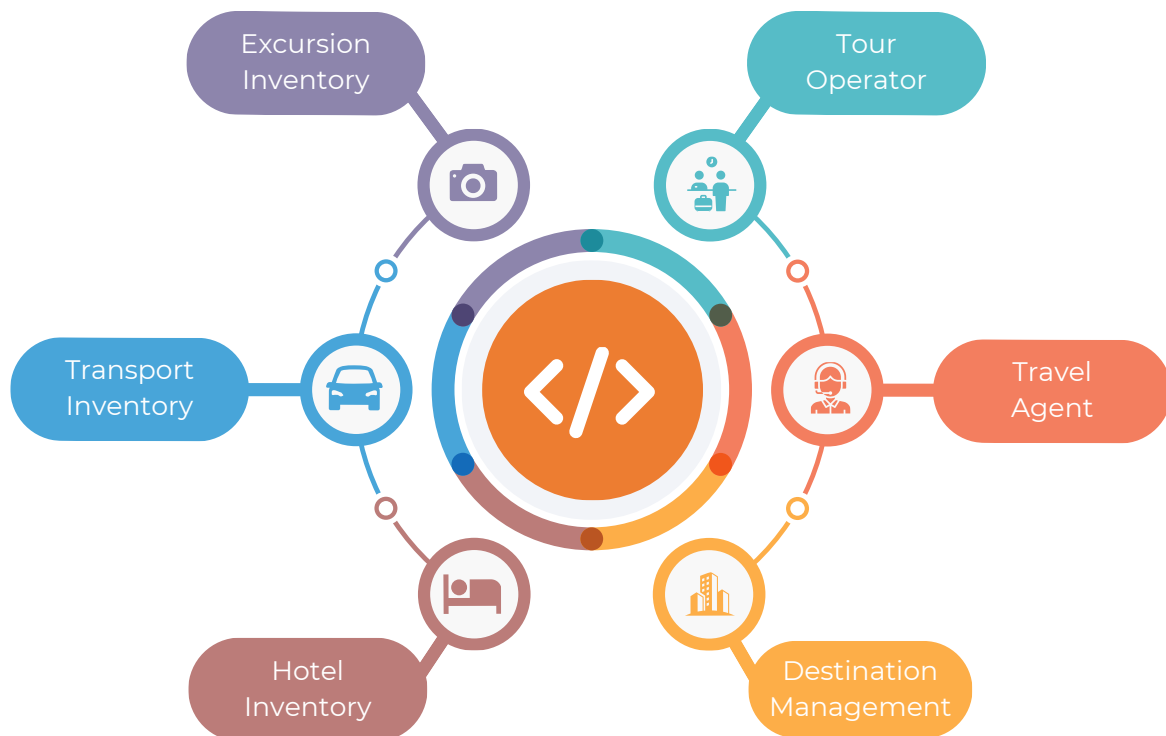 Excursion
Inventory
Tour
Operator
Transport
Inventory
Travel
Agent
Hotel
Inventory
Destination
Management